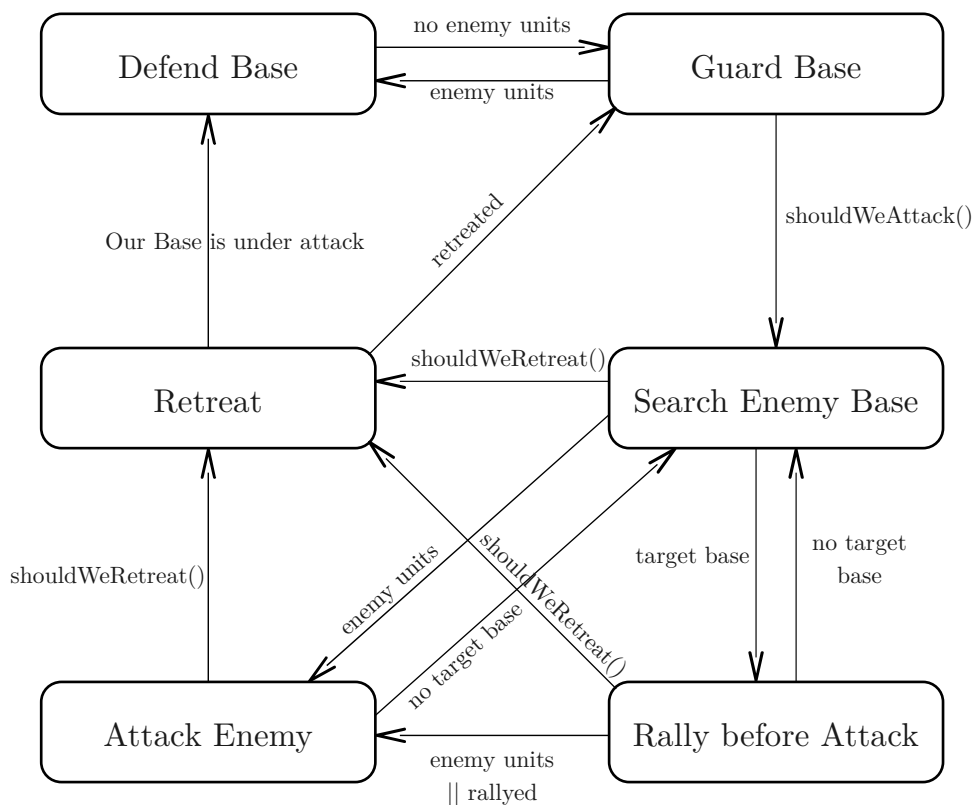 no enemy units
Defend Base
Guard Base
enemy units
shouldWeAttack()
Our Base is under attack
retreated
shouldWeRetreat()
Retreat
Search Enemy Base
enemy units
shouldWeRetreat()
target base
no target
base
shouldWeRetreat()
no target base
Attack Enemy
Rally before Attack
enemy units
|| rallyed